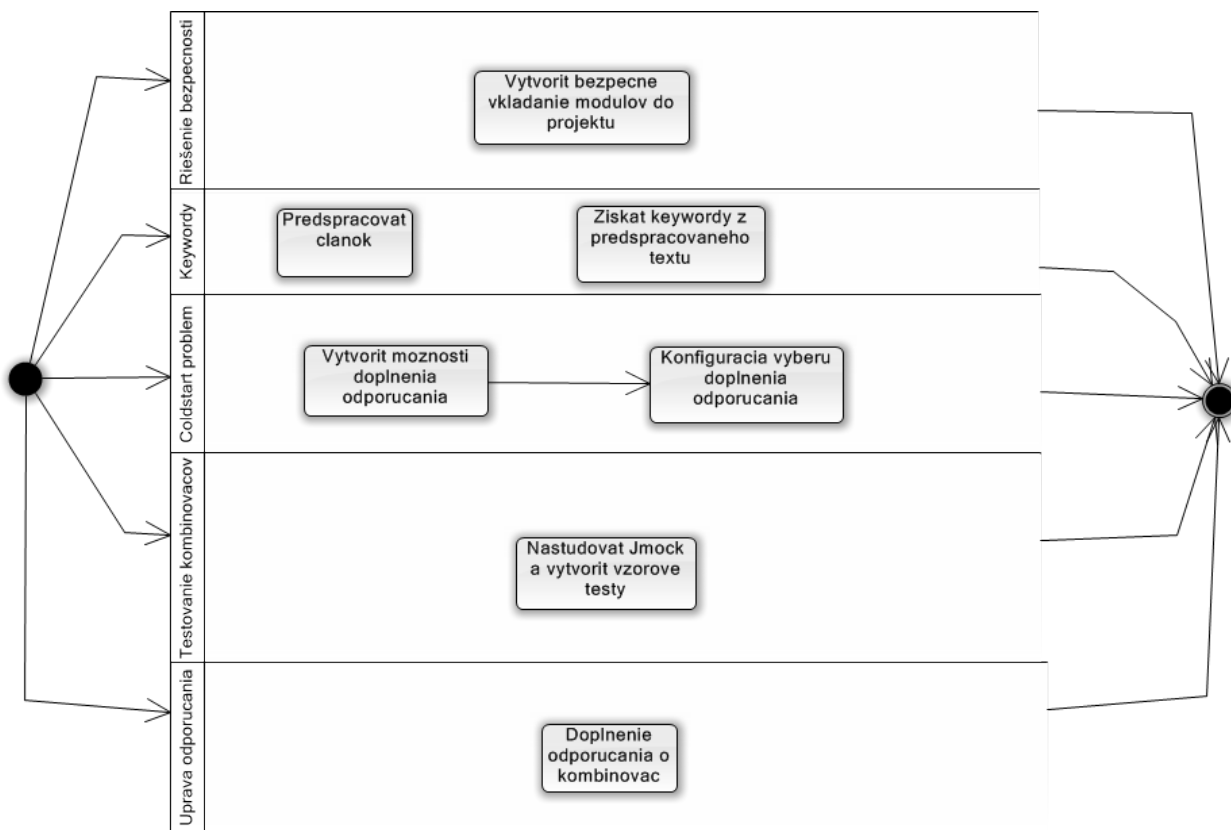 Riešenie bezpecnosti
Vytvorit bezpecne
vkladanie modulov do
projektu
Keywordy
Predspracovat
clanok
Ziskat keywordy z
predspracovaneho
textu
Coldstart problem
Vytvorit moznosti
doplnenia
odporucania
Konfiguracia vyberu
doplnenia
odporucania
Testovanie kombinovacov
Nastudovat Jmock
a vytvorit vzorove
testy
Uprava odporucania
Doplnenie
odporucania o
kombinovac